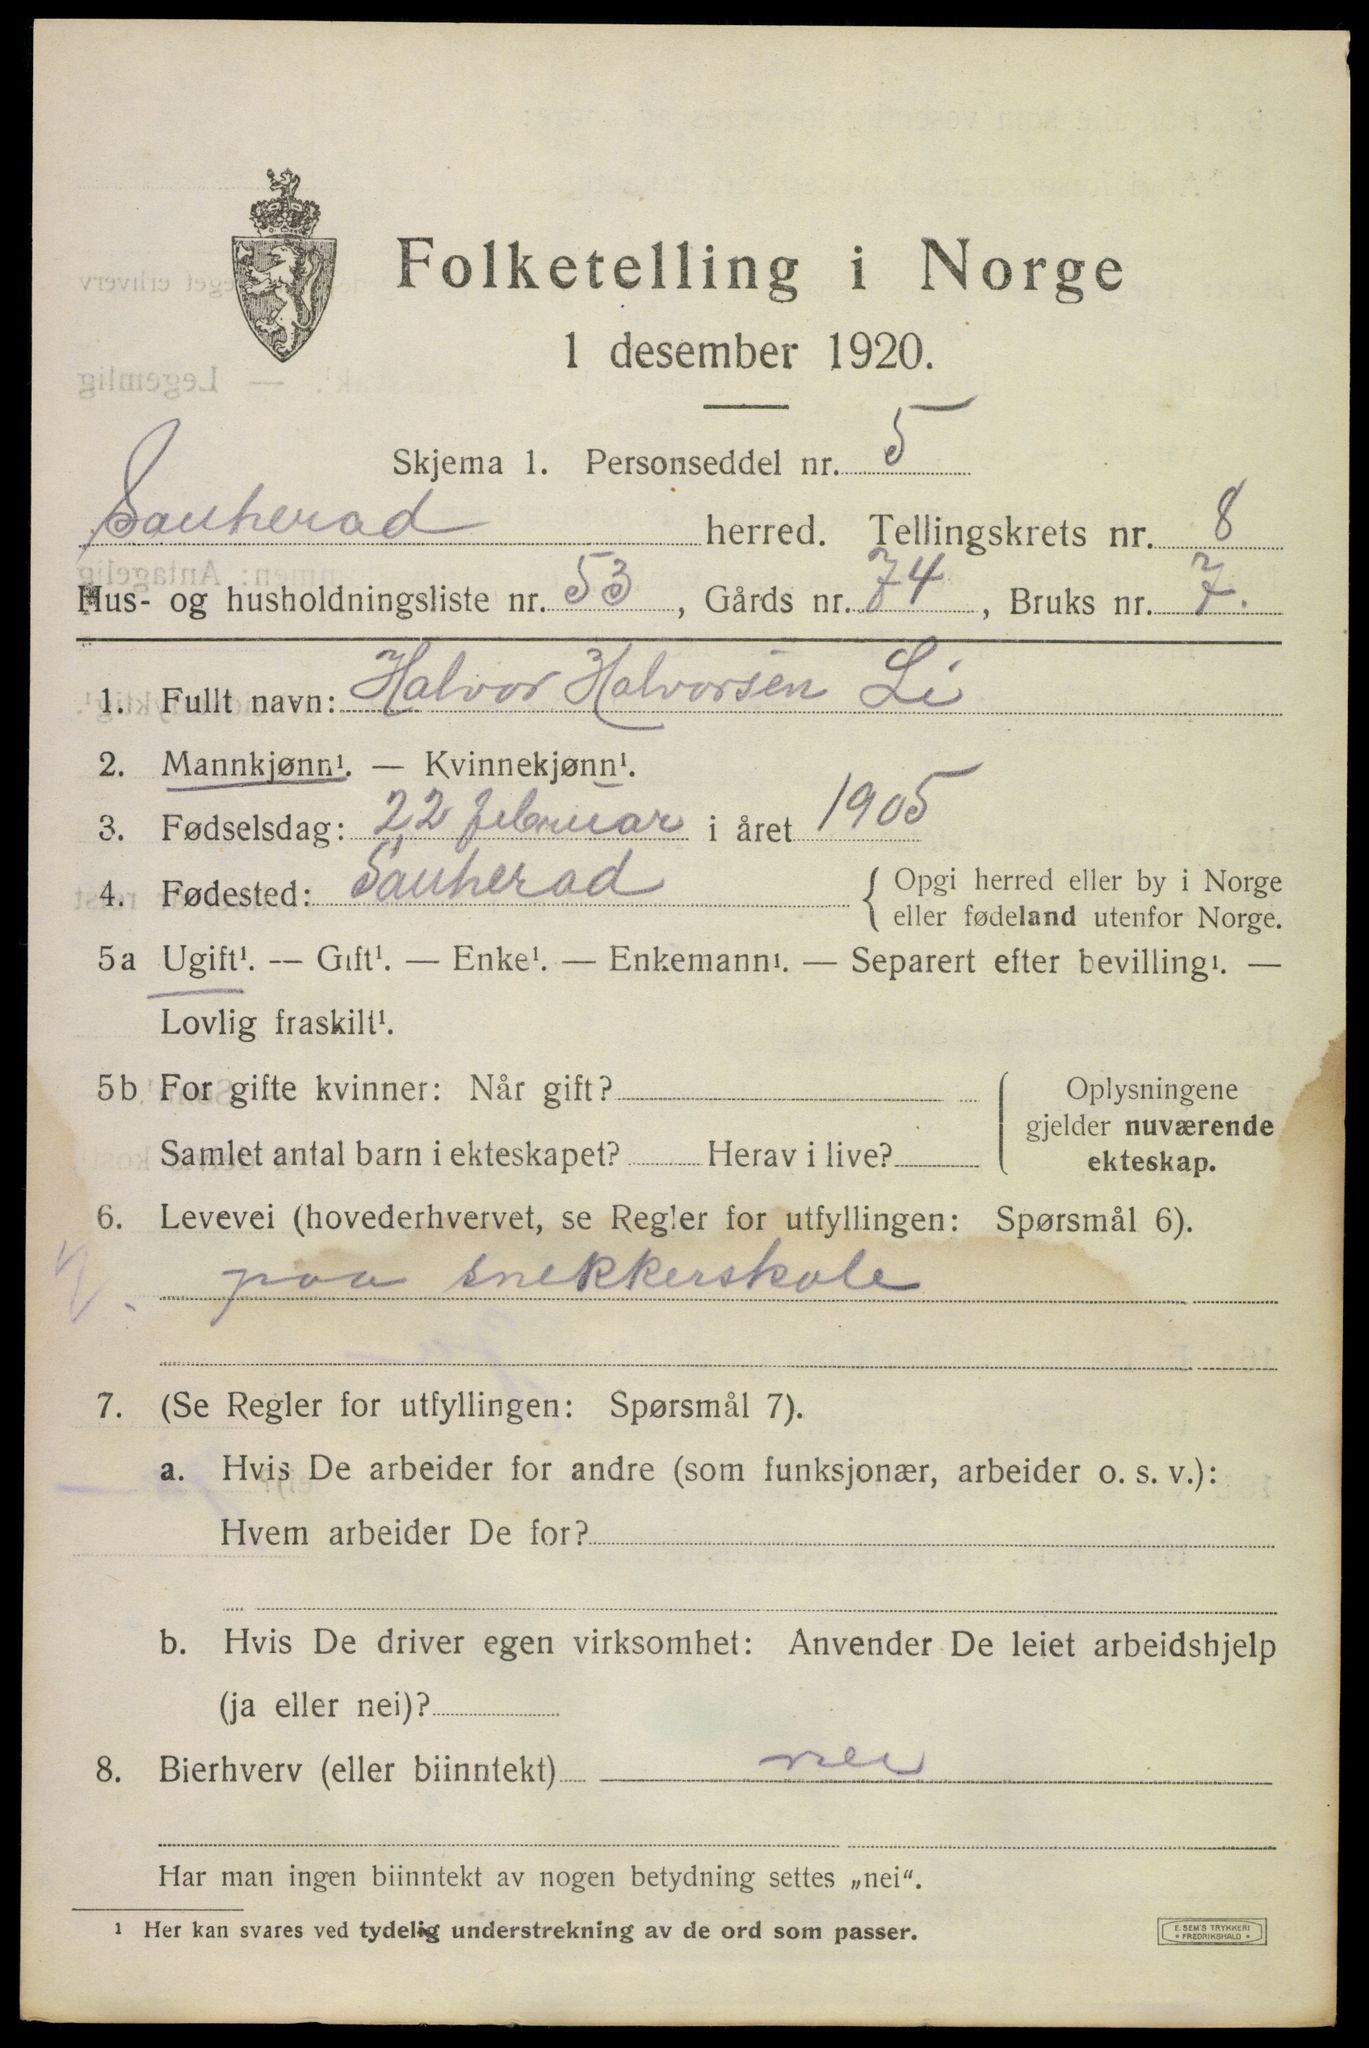 Folketelling i Norge
1 desember 1920.
Skjema 1. Personseddel nr. 5
Sauherad herred. Tellingskrets nr. 8
Hus- og husholdningsliste nr. 53, Gårds nr. 74, Bruks nr. 7.
1. Fullt navn: Halvor Halvorsen Li
2. Mannkjønn¹. — Kvinnekjønn¹.
3. Fødselsdag: 22 februar i året 1905
4. Fødested: Sauherad { Opgi herred eller by i Norge
eller fødeland utenfor Norge.
5a Ugift¹. — Gift¹. — Enke¹. — Enkemann¹. — Separert efter bevilling¹. —
Lovlig fraskilt¹.
5b For gifte kvinner: Når gift? { Oplysningene
gjelder nuværende
Samlet antal barn i ekteskapet? Herav i live? ekteskap.
6. Levevei (hovederhvervet, se Regler for utfyllingen: Spørsmål 6).
paa snekkerskole
7. (Se Regler for utfyllingen: Spørsmål 7).
a. Hvis De arbeider for andre (som funksjonær, arbeider o. s. v.):
Hvem arbeider De for?
b. Hvis De driver egen virksomhet: Anvender De leiet arbeidshjelp
(ja eller nei)?
8. Bierhverv (eller biinntekt) nei
Har man ingen biinntekt av nogen betydning settes „nei“.
¹ Her kan svares ved tydelig understrekning av de ord som passer.
E. SEM'S TRYKKERI
FREDRIKSHALD